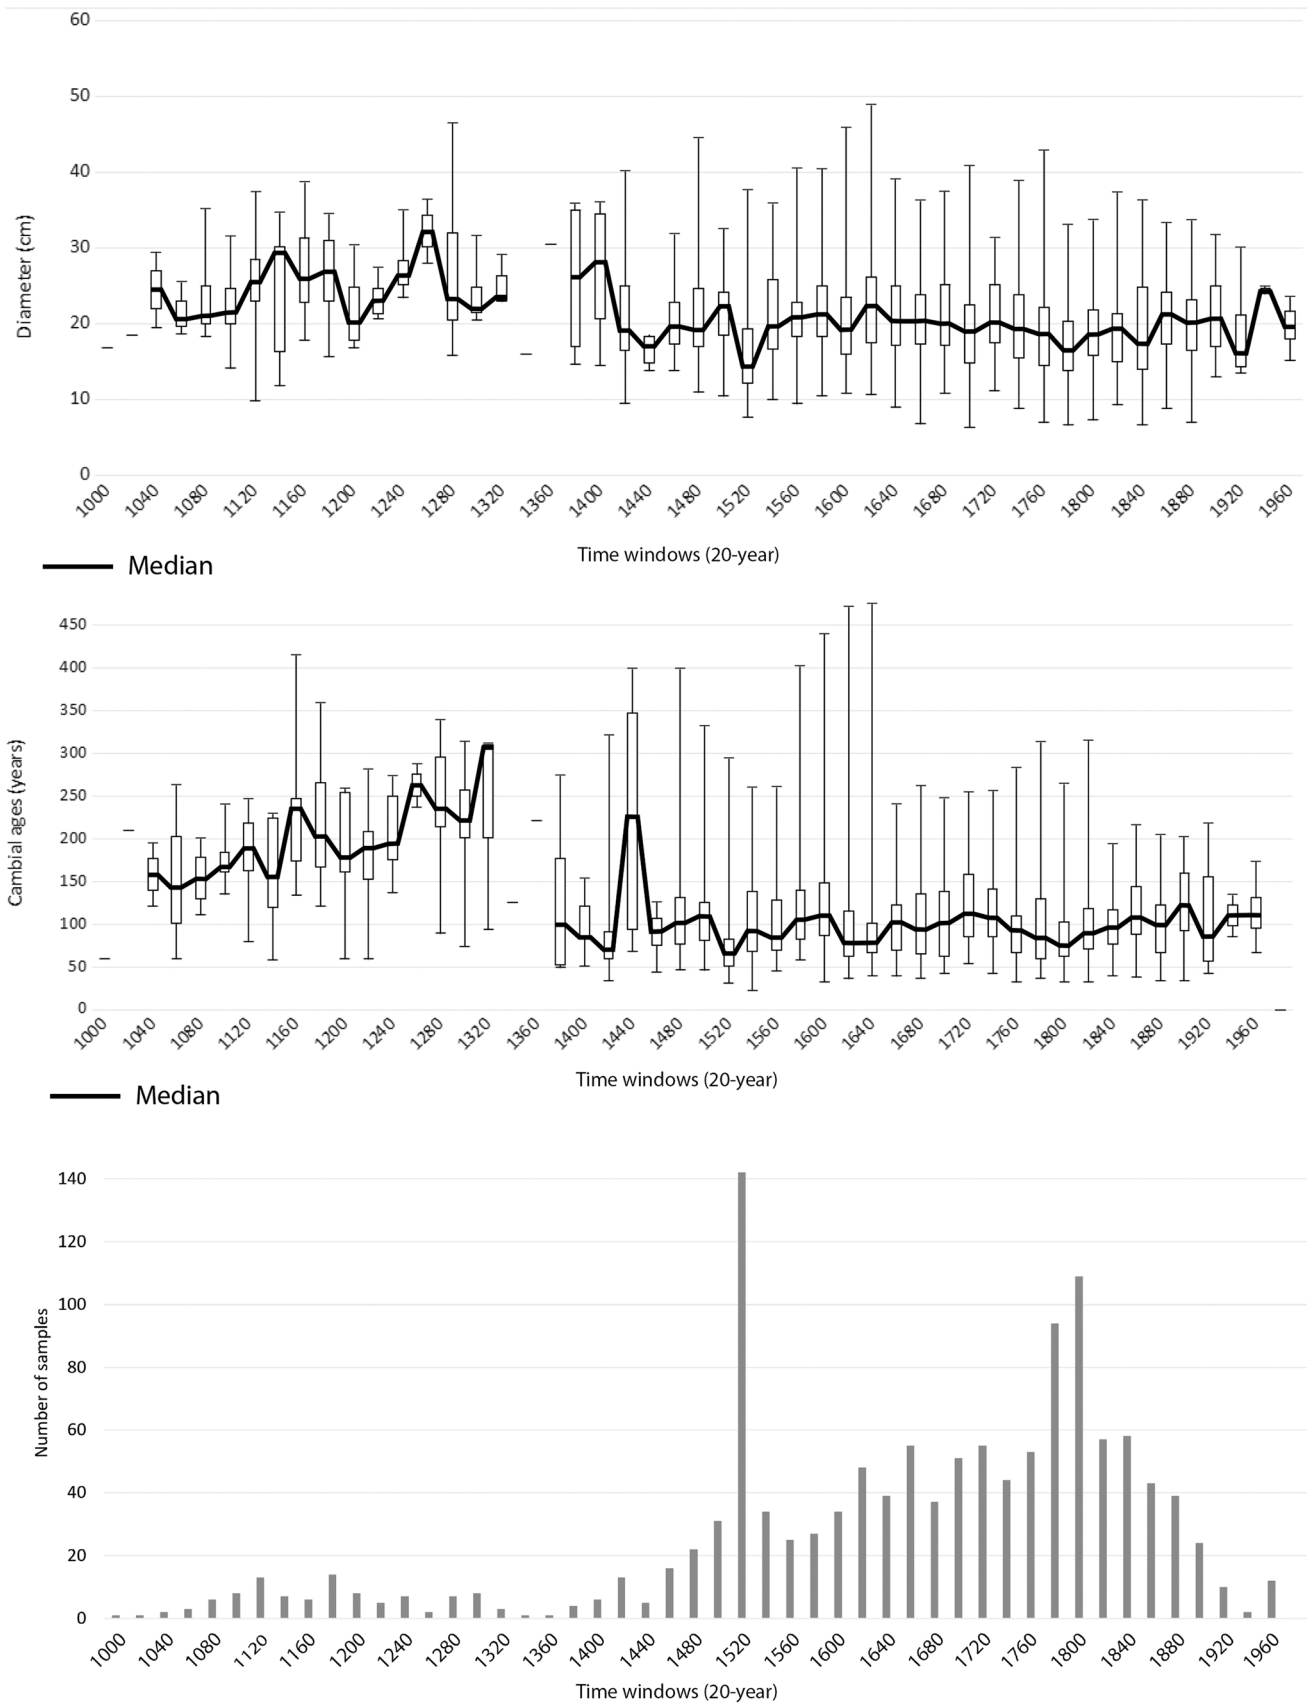 60
50
40
30
20
10
0
Diameter (cm)
1000 1040 1080 1120 1160 1200 1240 1280 1320 1360 1400 1440 1480 1520 1560 1600 1640 1680 1720 1760 1800 1840 1880 1920 1960
Time windows (20-year)
Median
450
400
350
300
250
200
150
100
50
0
Cambial ages (years)
1000 1040 1080 1120 1160 1200 1240 1280 1320 1360 1400 1440 1480 1520 1560 1600 1640 1680 1720 1760 1800 1840 1880 1920 1960
Time windows (20-year)
Median
140
120
100
80
60
40
20
0
Number of samples
1000 1040 1080 1120 1160 1200 1240 1280 1320 1360 1400 1440 1480 1520 1560 1600 1640 1680 1720 1760 1800 1840 1880 1920 1960
Time windows (20-year)